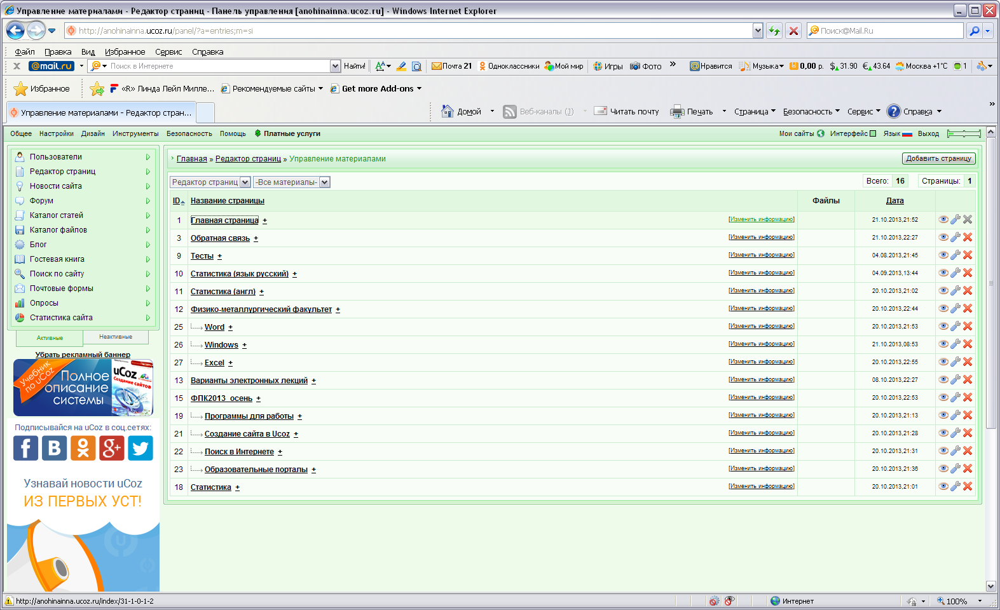 Управление материалами - Редактор страниц - Панель управления [anohinainna.ucoz.ru] - Windows Internet Explorer
http://anohinainna.ucoz.ru/panel/?a=entries;m=si
Поиск@Mail.Ru
Файл Правка Вид Избранное Сервис Справка
@mail.ru Поиск в Интернете Найти! Почта 21 Одноклассники Мой мир Игры Фото » Нравится Музыка 0,00 р. $ 31.90 € 43.64 Москва +1°C 1
Избранное «R» Линда Лейл Милле... Рекомендуемые сайты Get more Add-ons
Управление материалами - Редактор стран... Домой Веб-каналы (J) Читать почту Печать Страница Безопасность Сервис Справка »
Общее Настройки Дизайн Инструменты Безопасность Помощь $ Платные услуги Мои сайты Интерфейс Язык Выход
Пользователи
Редактор страниц
Новости сайта
Форум
Каталог статей
Каталог файлов
Блог
Гостевая книга
Поиск по сайту
Почтовые формы
Опросы
Статистика сайта
Активные Неактивные
Убрать рекламный баннер
Учебник по uCoz
Полное описание системы
uCoz
Создание сайтов
Подписывайся на uCoz в соц.сетях:
Узнавай новости uCoz
ИЗ ПЕРВЫХ УСТ!
Главная » Редактор страниц » Управление материалами Добавить страницу
Редактор страниц -Все материалы- Всего: 16 Страницы: 1
ID Название страницы Файлы Дата
1 Главная страница + [Изменить информацию] 21.10.2013,21:52
3 Обратная связь + [Изменить информацию] 21.10.2013,22:27
9 Тесты + [Изменить информацию] 04.08.2013,21:45
10 Статистика (язык русский) + [Изменить информацию] 04.09.2013,13:44
11 Статистика (англ) + [Изменить информацию] 20.10.2013,21:02
12 Физико-металлургический факультет + [Изменить информацию] 20.10.2013,22:44
25 Word + [Изменить информацию] 20.10.2013,21:53
26 Windows + [Изменить информацию] 21.10.2013,08:53
27 Excel + [Изменить информацию] 20.10.2013,22:55
13 Варианты электронных лекций + [Изменить информацию] 08.10.2013,22:27
15 ФПК2013_осень + [Изменить информацию] 20.10.2013,22:53
19 Программы для работы + [Изменить информацию] 20.10.2013,21:13
21 Создание сайта в Ucoz + [Изменить информацию] 20.10.2013,21:28
22 Поиск в Интернете + [Изменить информацию] 20.10.2013,21:31
23 Образовательные порталы + [Изменить информацию] 20.10.2013,21:36
18 Статистика + [Изменить информацию] 20.10.2013,21:01
http://anohinainna.ucoz.ru/index/31-1-0-1-2 Интернет 100%